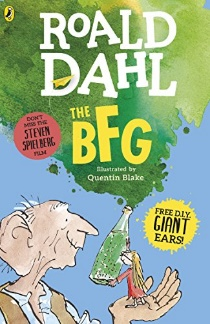 ROALD
DAHL
DON'T
MISS THE
STEVEN
SPIELBERG
FILM
THE
BFG
Illustrated by
Quentin Blake
FREE D.I.Y.
GIANT
EARS!